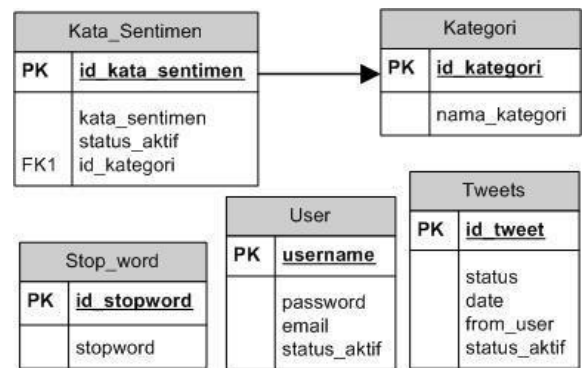 Kata_Sentimen
PK id_kata_sentimen
kata_sentimen
status_aktif
FK1 id_kategori
Kategori
PK id_kategori
nama_kategori
Stop_word
PK id_stopword
stopword
User
PK username
password
email
status_aktif
Tweets
PK id_tweet
status
date
from_user
status_aktif